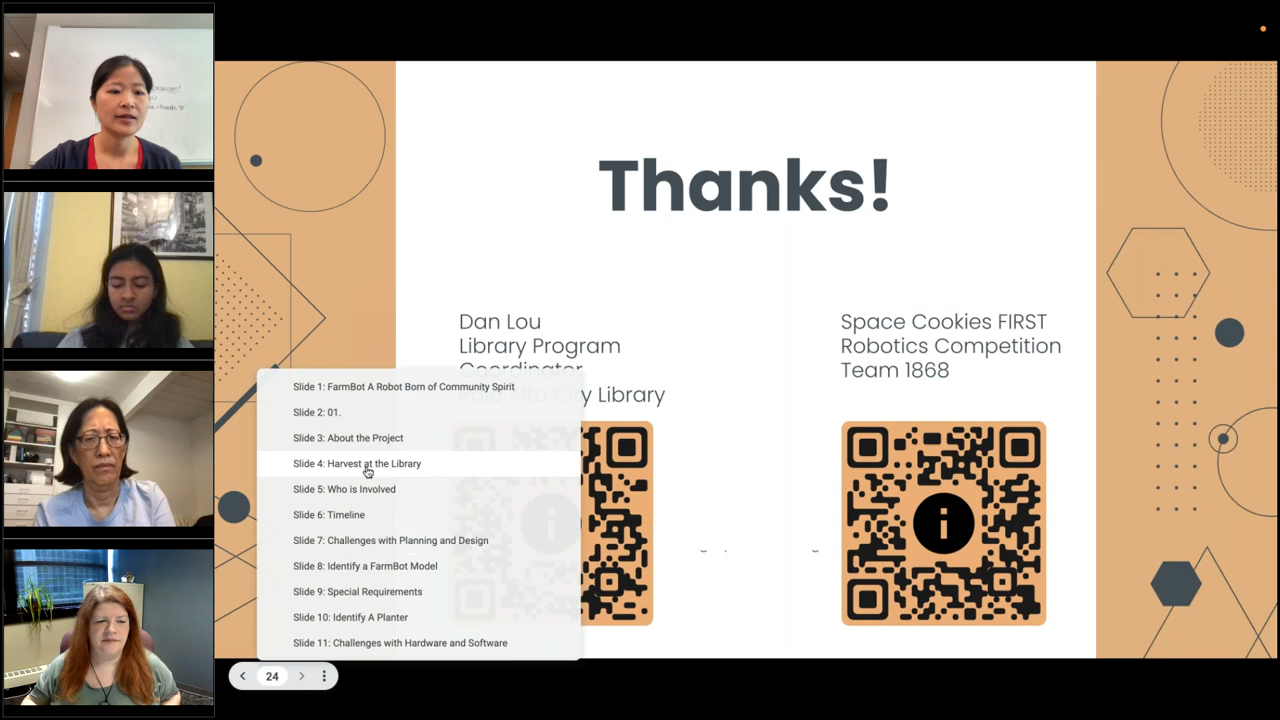 Thanks!
Dan Lou
Library Program
Coordinator
Palo Alto City Library
Space Cookies FIRST
Robotics Competition
Team 1868
i
i
Slide 1: FarmBot A Robot Born of Community Spirit
Slide 2: 01.
Slide 3: About the Project
Slide 4: Harvest at the Library
Slide 5: Who is Involved
Slide 6: Timeline
Slide 7: Challenges with Planning and Design
Slide 8: Identify a FarmBot Model
Slide 9: Special Requirements
Slide 10: Identify A Planter
Slide 11: Challenges with Hardware and Software
24